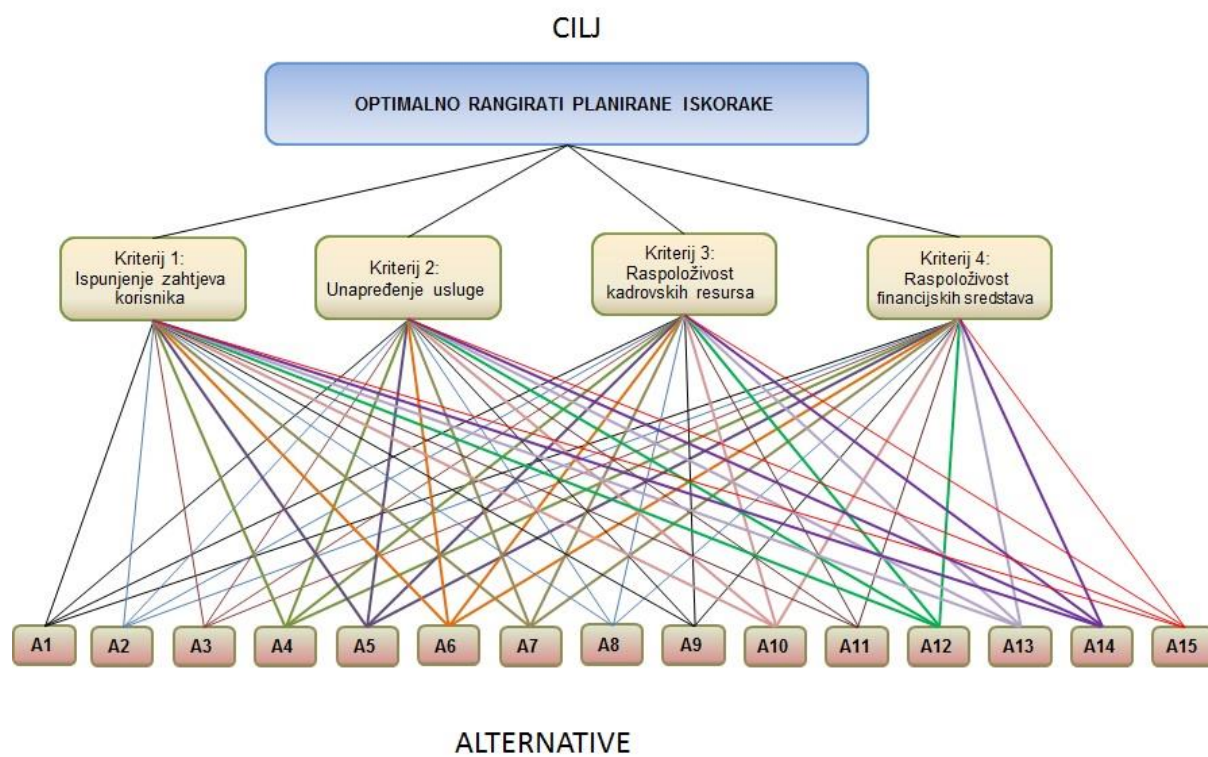 CILJ
OPTIMALNO RANGIRATI PLANIRANE ISKORAKE
Kriterij 1:
Ispunjenje zahtjeva
korisnika
Kriterij 2:
Unapređenje usluge
Kriterij 3:
Raspoloživost
kadrovskih resursa
Kriterij 4:
Raspoloživost
financijskih sredstava
A1
A2
A3
A4
A5
A6
A7
A8
A9
A10
A11
A12
A13
A14
A15
ALTERNATIVE